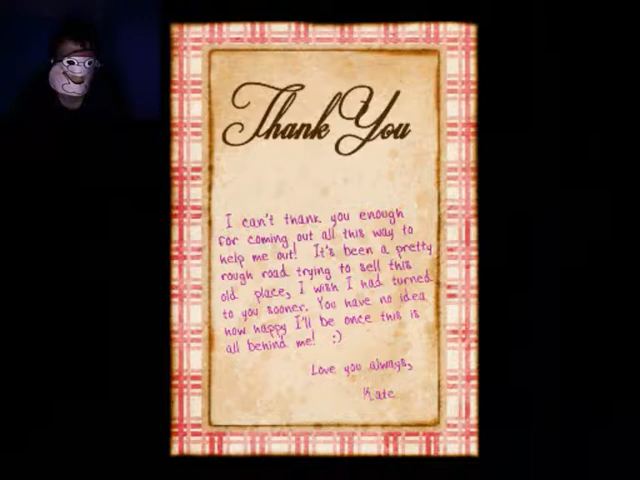 Thank You
I can't thank you enough
for coming out all this way to
help me out! It's been a pretty
rough road trying to sell this
old place, I wish I had turned
to you sooner. You have no idea
how happy I'll be once this is
all behind me! :)
Love you always,
Kate